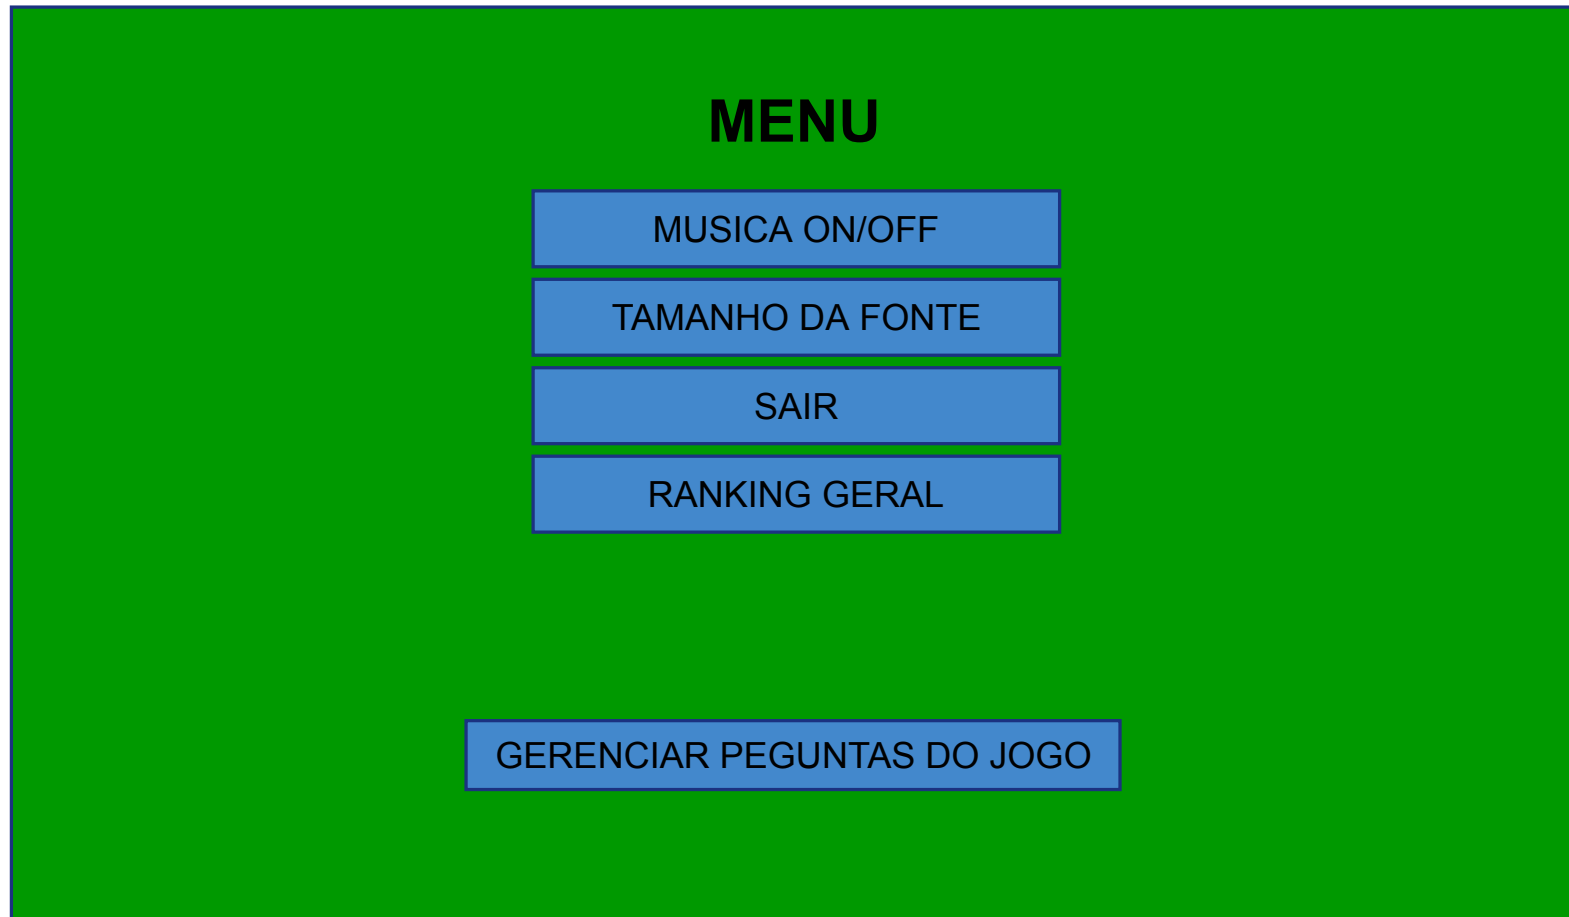 MENU
MUSICA ON/OFF
TAMANHO DA FONTE
SAIR
RANKING GERAL
GERENCIAR PEGUNTAS DO JOGO